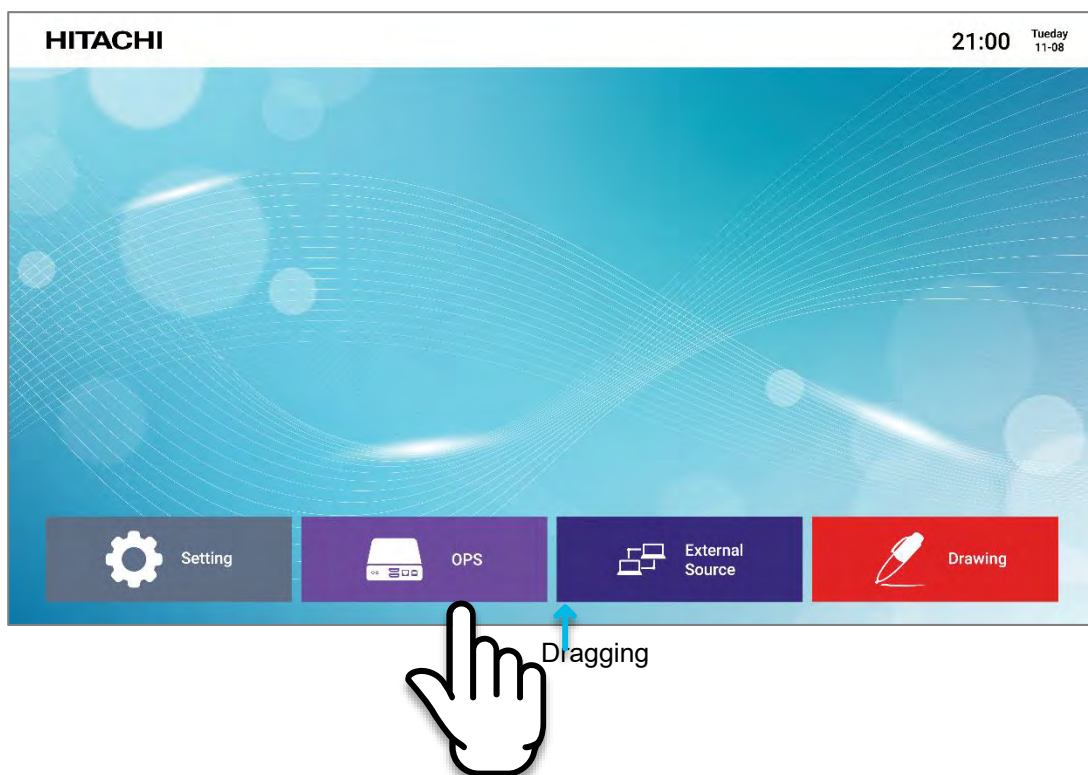 HITACHI
21:00
Tueday
11-08
Setting
OPS
External
Source
Drawing
Dragging